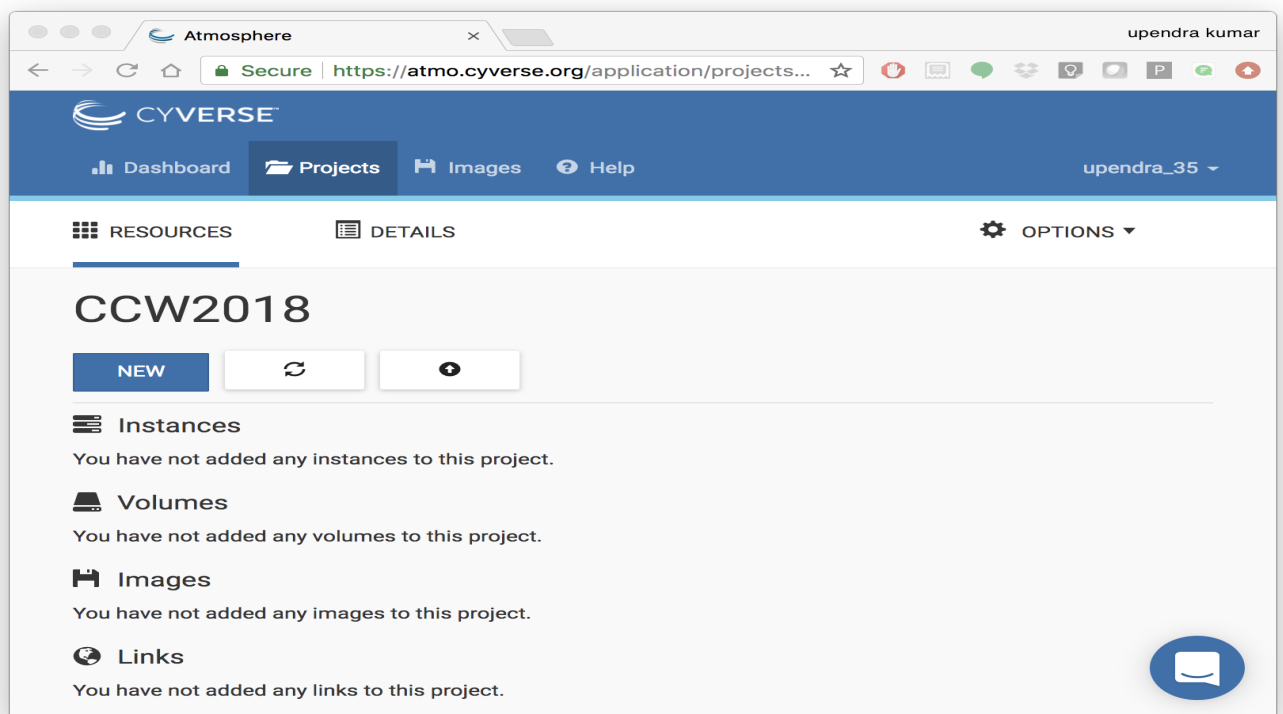 Atmosphere
upendra kumar
Secure https://atmo.cyverse.org/application/projects...
P
CYVERSE™
Dashboard Projects Images Help upendra_35
RESOURCES DETAILS OPTIONS
CCW2018
NEW
Instances
You have not added any instances to this project.
Volumes
You have not added any volumes to this project.
Images
You have not added any images to this project.
Links
You have not added any links to this project.